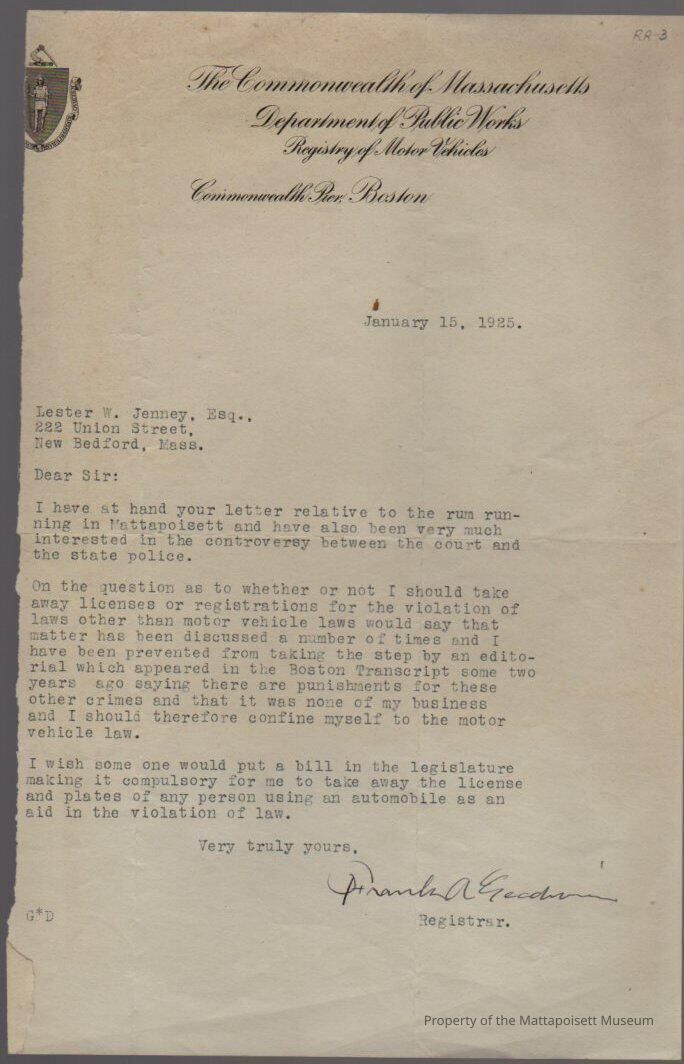 RR-3
The Commonwealth of Massachusetts
Department of Public Works
Registry of Motor Vehicles
Commonwealth Pier, Boston
January 15, 1925.
Lester W. Jenney, Esq.,
222 Union Street,
New Bedford, Mass.
Dear Sir:
I have at hand your letter relative to the rum run-
ning in Mattapoisett and have also been very much
interested in the controversy between the court and
the state police.
On the question as to whether or not I should take
away licenses or registrations for the violation of
laws other than motor vehicle laws would say that
matter has been discussed a number of times and I
have been prevented from taking the step by an edito-
rial which appeared in the Boston Transcript some two
years ago saying there are punishments for these
other crimes and that it was none of my business
and I should therefore confine myself to the motor
vehicle law.
I wish some one would put a bill in the legislature
making it compulsory for me to take away the license
and plates of any person using an automobile as an
aid in the violation of law.
Very truly yours,
Frank A Goodwin
G*D
Registrar.
Property of the Mattapoisett Museum